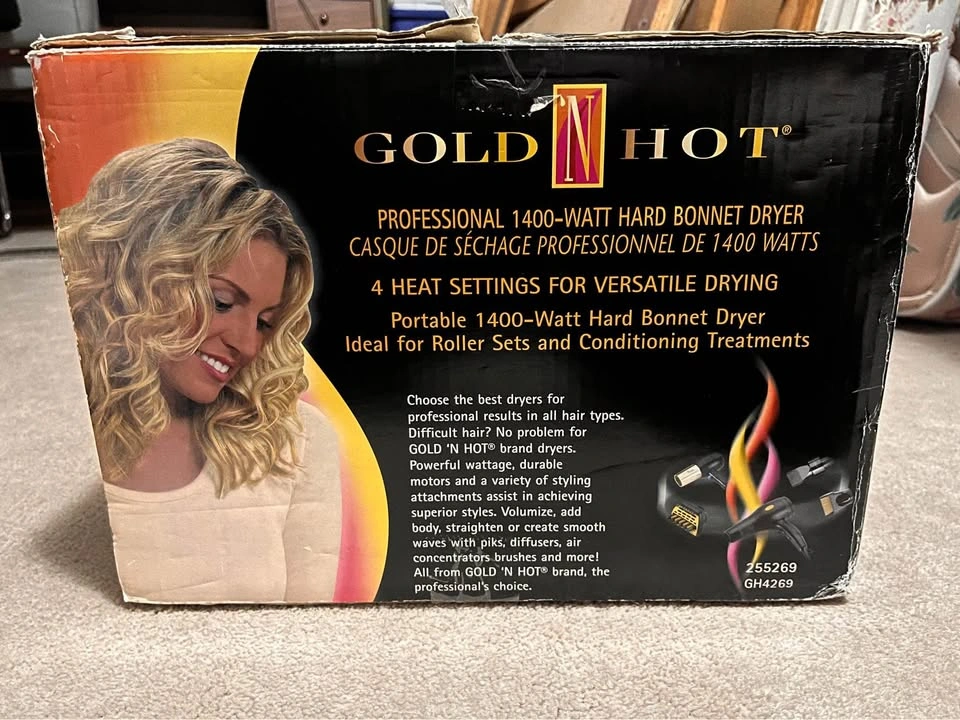 GOLD 'N HOT®
PROFESSIONAL 1400-WATT HARD BONNET DRYER
CASQUE DE SÉCHAGE PROFESSIONNEL DE 1400 WATTS
4 HEAT SETTINGS FOR VERSATILE DRYING
Portable 1400-Watt Hard Bonnet Dryer
Ideal for Roller Sets and Conditioning Treatments
Choose the best dryers for
professional results in all hair types.
Difficult hair? No problem for
GOLD 'N HOT® brand dryers.
Powerful wattage, durable
motors and a variety of styling
attachments assist in achieving
superior styles. Volumize, add
body, straighten or create smooth
waves with piks, diffusers, air
concentrators brushes and more!
All from GOLD 'N HOT® brand, the
professional's choice.
255269
GH4269